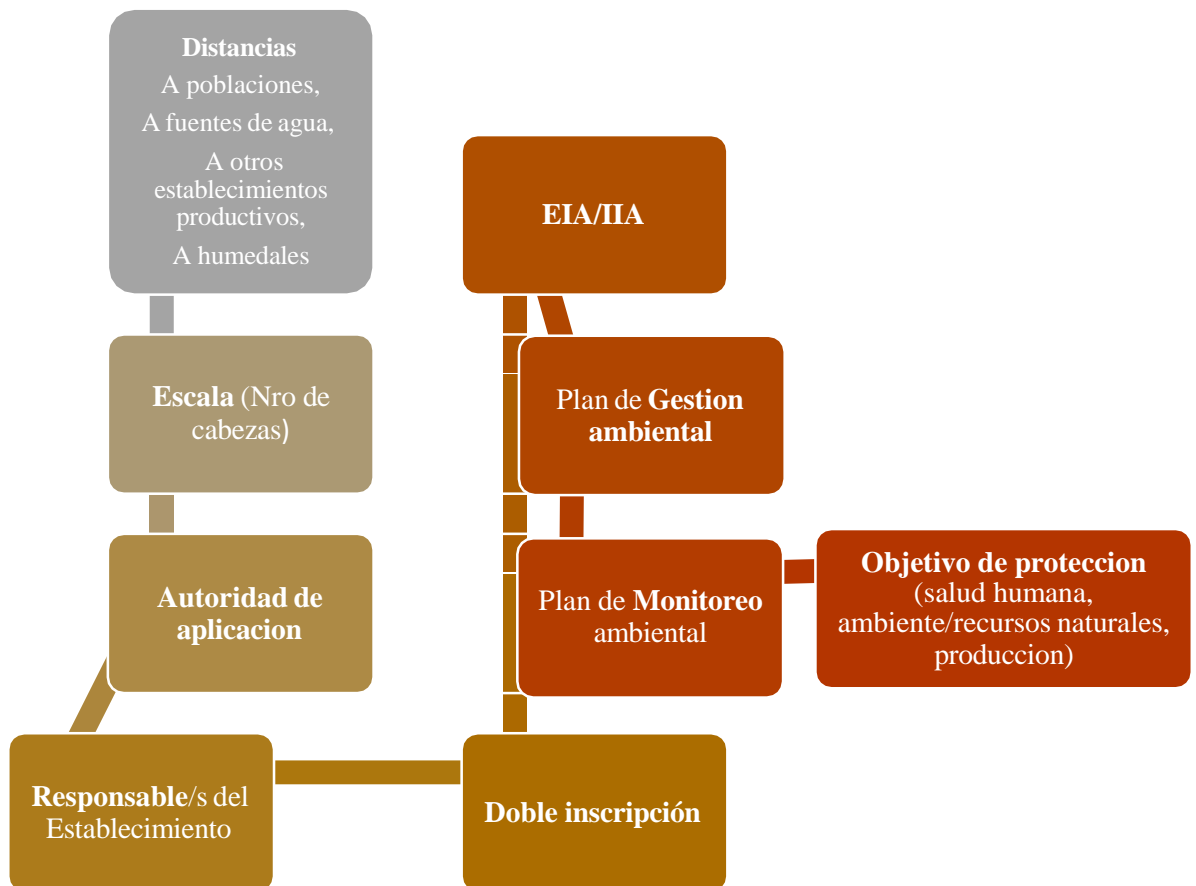 Distancias
A poblaciones,
A fuentes de agua,
A otros
establecimientos
productivos,
A humedales
Escala (Nro de
cabezas)
Autoridad de
aplicacion
Responsable/s del
Establecimiento
Doble inscripción
EIA/IIA
Plan de Gestion
ambiental
Plan de Monitoreo
ambiental
Objetivo de proteccion
(salud humana,
ambiente/recursos naturales,
produccion)